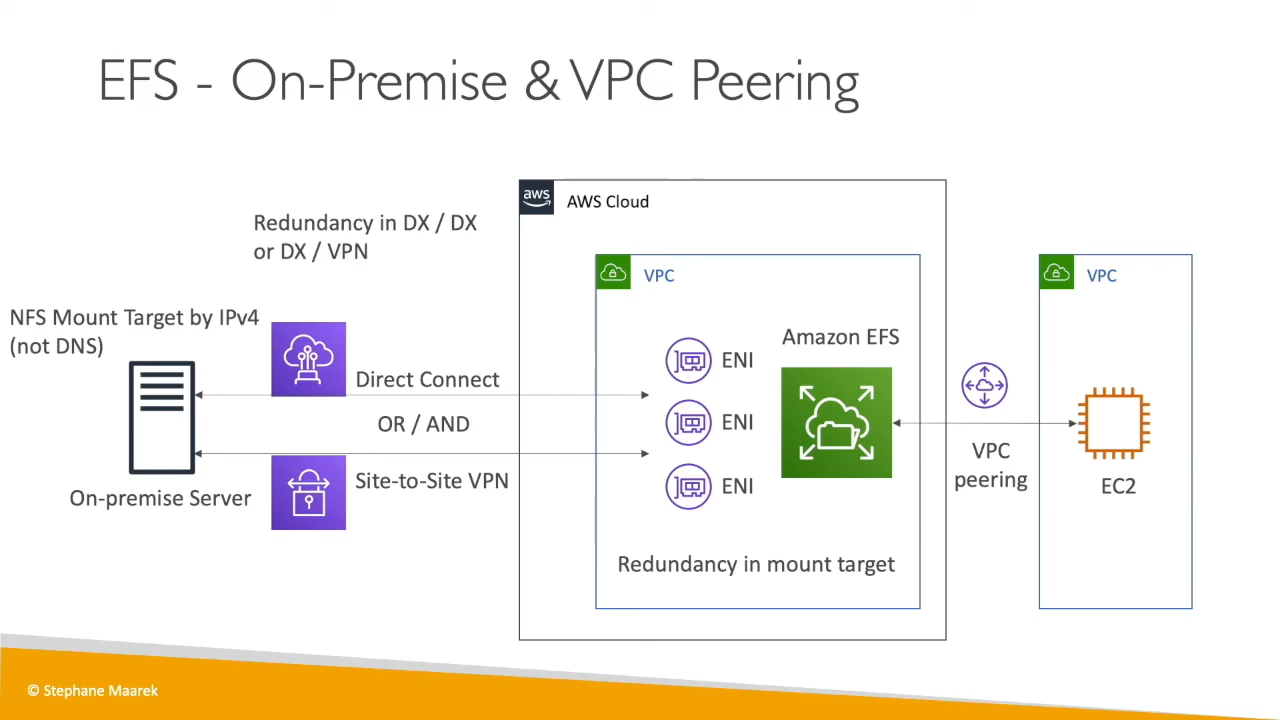 EFS - On-Premise & VPC Peering
aws
AWS Cloud
Redundancy in DX / DX
or DX / VPN
VPC
VPC
NFS Mount Target by IPv4
(not DNS)
Amazon EFS
ENI
Direct Connect
OR / AND
ENI
VPC
peering
Site-to-Site VPN
ENI
EC2
On-premise Server
Redundancy in mount target
© Stephane Maarek